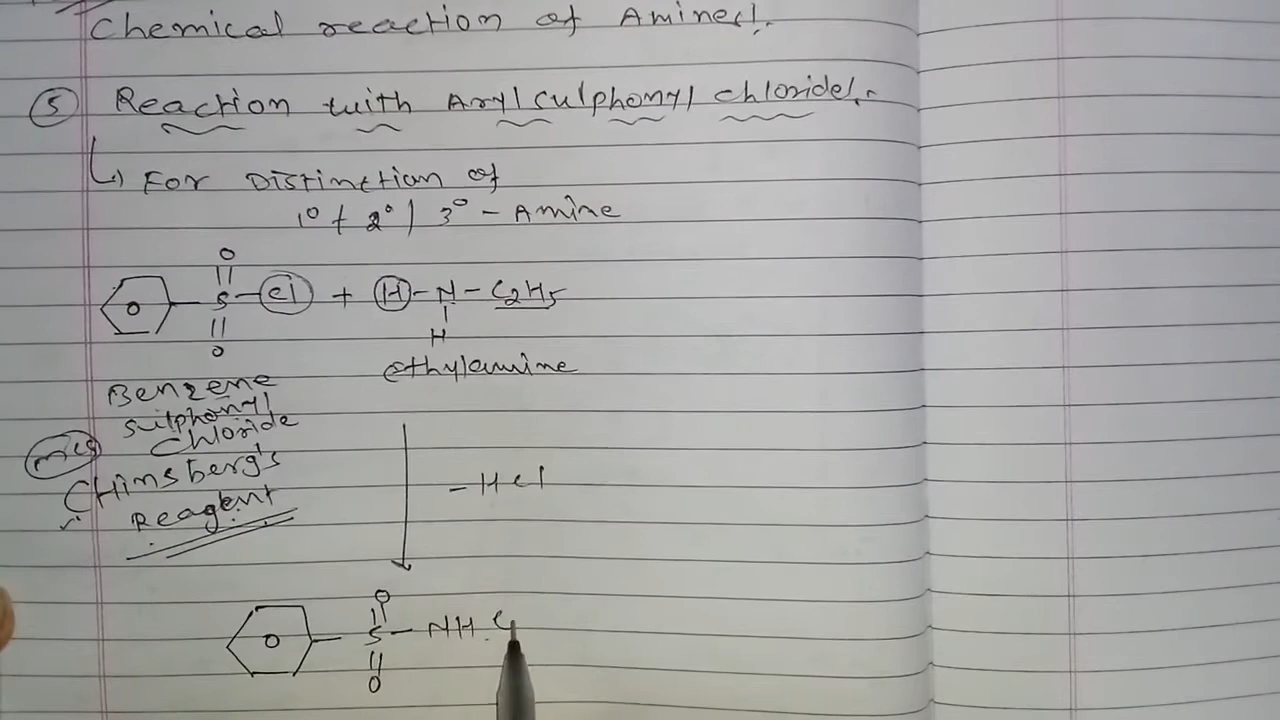 Chemical reaction of Amines!.
⑤ Reaction with Arylsulphonyl chloride!.-
↳ For Distinction of
1° / 2° / 3° - Amine
O
S - Cl + H - N - C2H5
O
H
ethylamine
Benzene
Sulphonyl
Chloride
mcq
(Hinsberg's
Reagent
- HCl
O
S - NH C
O